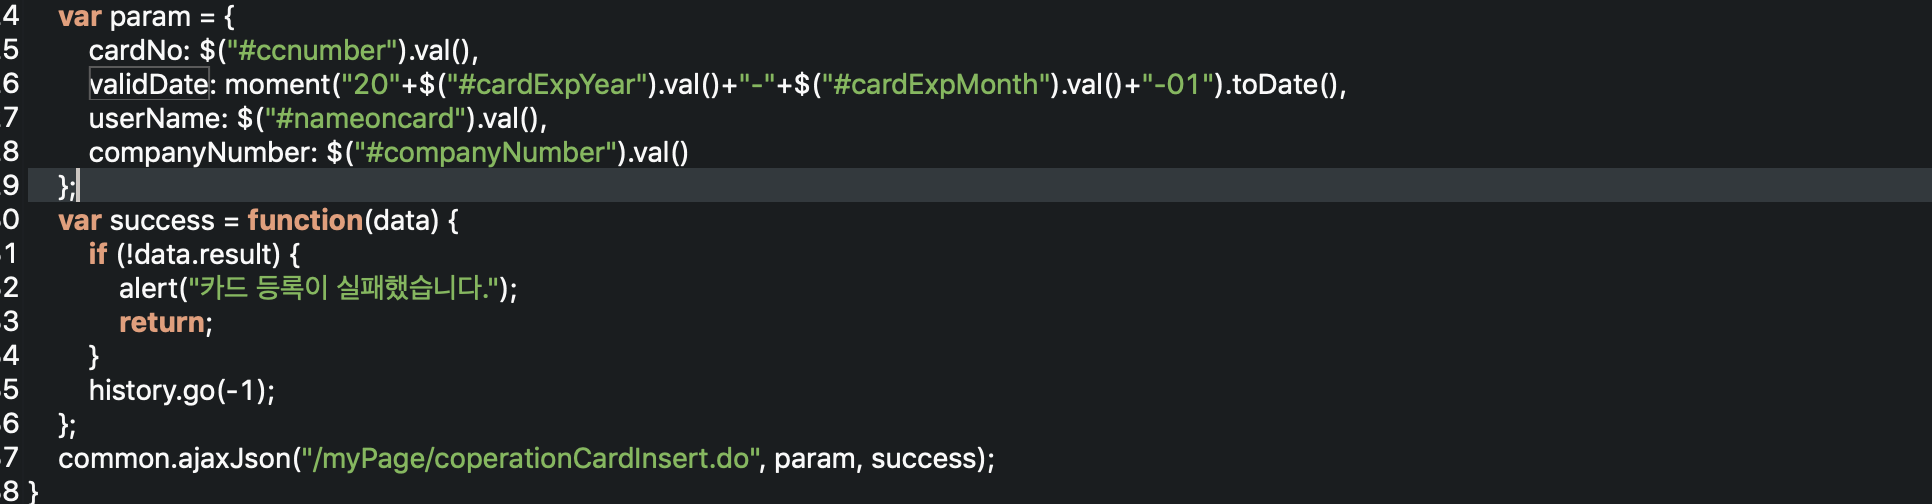 4 var param = {
5 cardNo: $("#ccnumber").val(),
6 validDate: moment("20"+$("#cardExpYear").val()+"-"+$("#cardExpMonth").val()+"-01").toDate(),
7 userName: $("#nameoncard").val(),
8 companyNumber: $("#companyNumber").val()
9 };
0 var success = function(data) {
1 if (!data.result) {
2 alert("카드 등록이 실패했습니다.");
3 return;
4 }
5 history.go(-1);
6 };
7 common.ajaxJson("/myPage/coperationCardInsert.do", param, success);
8 }